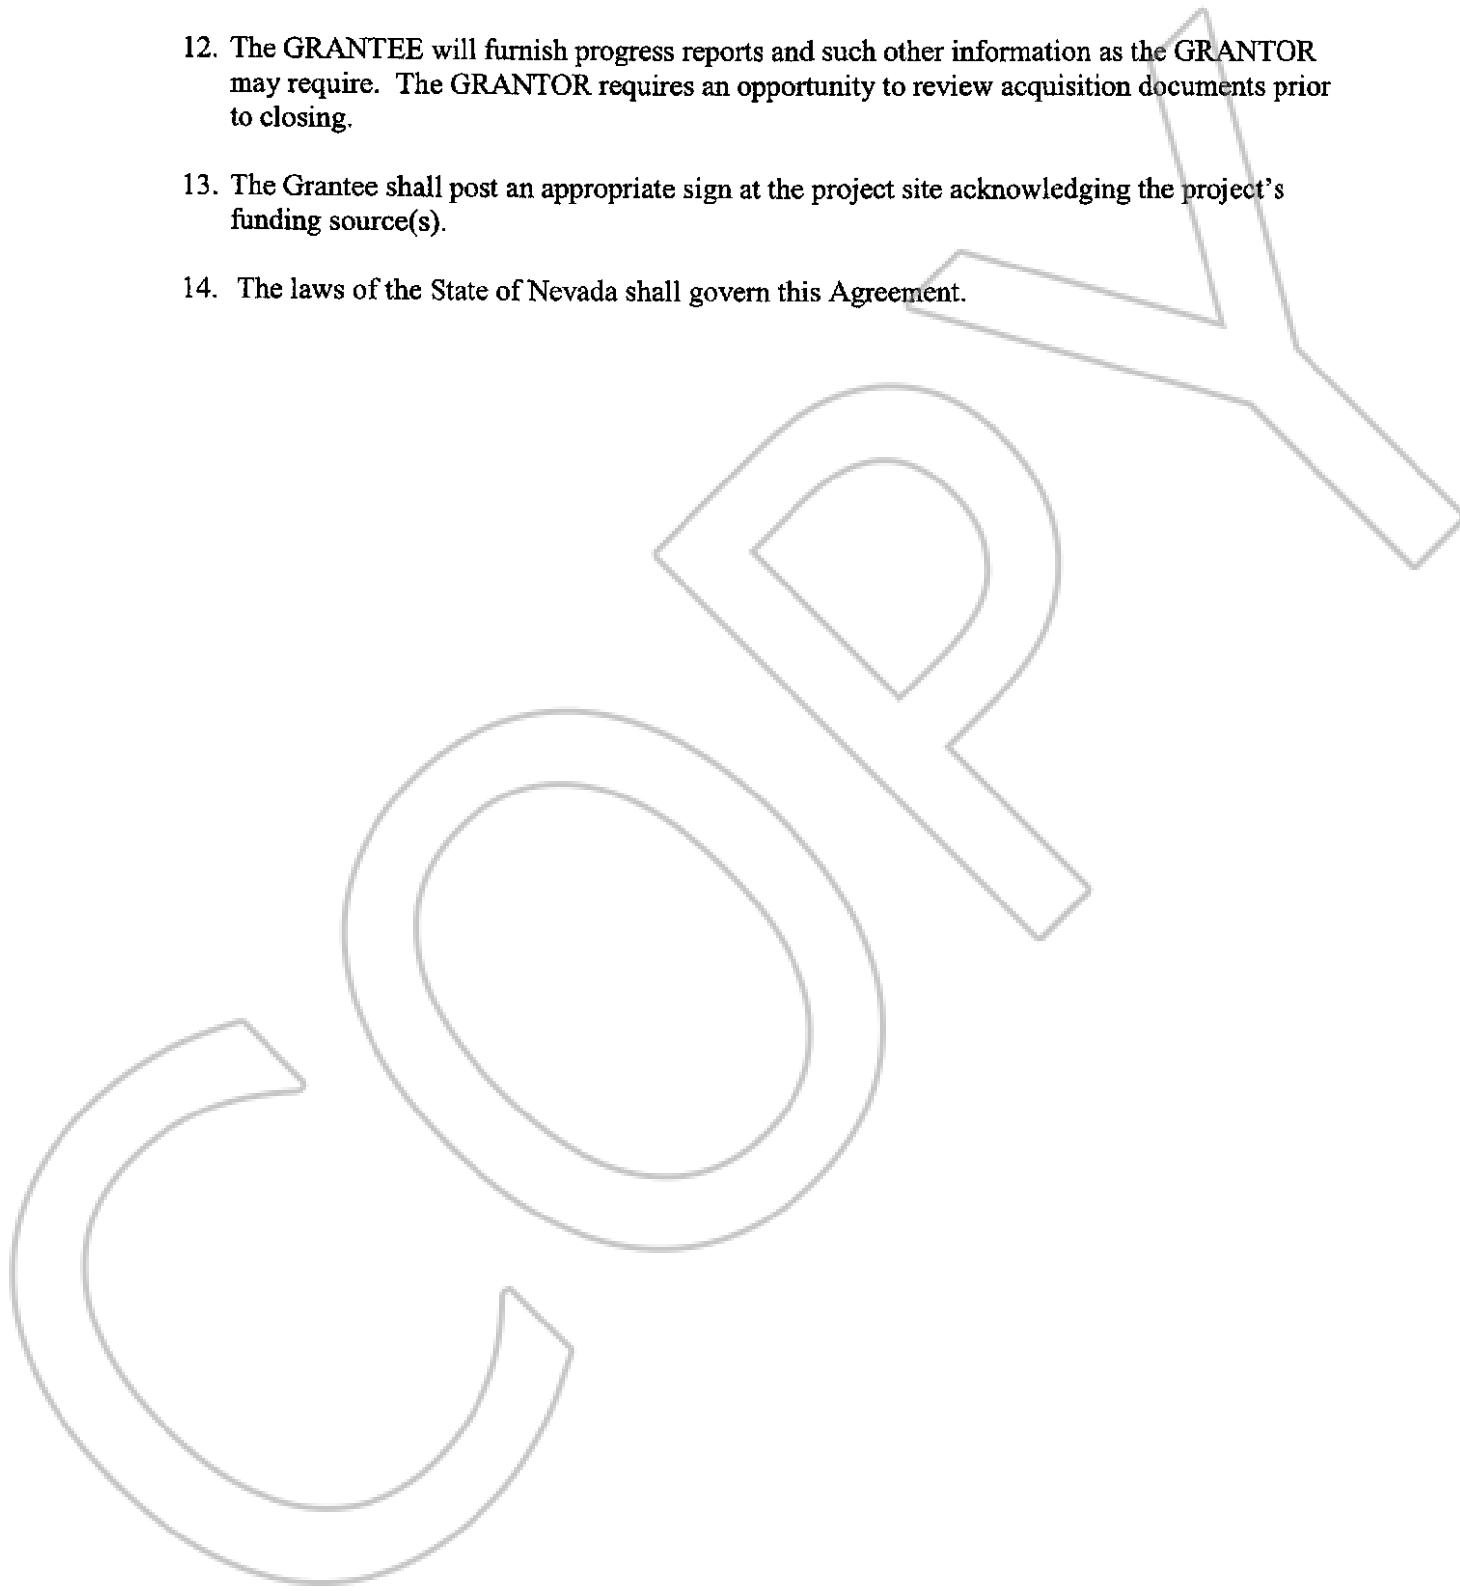 12. The GRANTEE will furnish progress reports and such other information as the GRANTOR
may require. The GRANTOR requires an opportunity to review acquisition documents prior
to closing.
13. The Grantee shall post an appropriate sign at the project site acknowledging the project's
funding source(s).
14. The laws of the State of Nevada shall govern this Agreement.
COPY